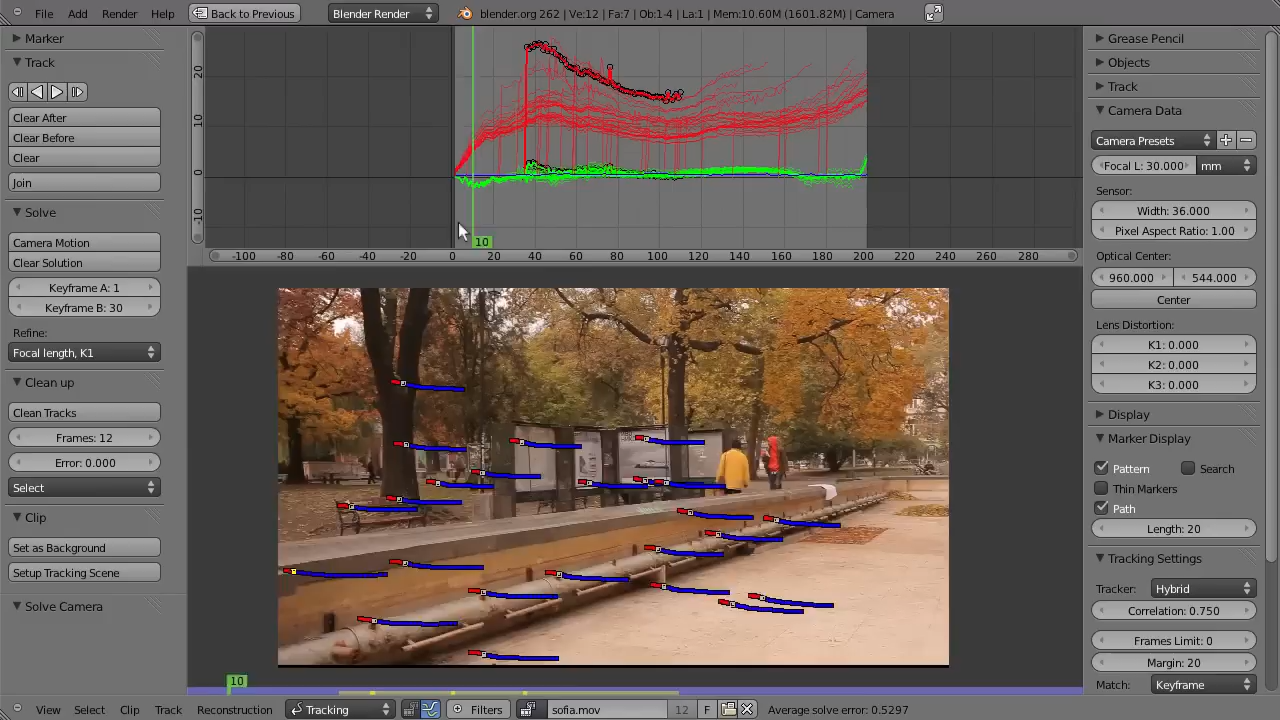 File Add Render Help Back to Previous Blender Render blender.org 262 | Ve:12 | Fa:7 | Ob:1-4 | La:1 | Mem:10.60M (1601.82M) | Camera
Marker
Track
Clear After
Clear Before
Clear
Join
Solve
Camera Motion
Clear Solution
Keyframe A: 1
Keyframe B: 30
Refine:
Focal length, K1
Clean up
Clean Tracks
Frames: 12
Error: 0.000
Select
Clip
Set as Background
Setup Tracking Scene
Solve Camera
20
10
0
-10
10
-100 -80 -60 -40 -20 0 20 40 60 80 100 120 140 160 180 200 220 240 260 280
10
Grease Pencil
Objects
Track
Camera Data
Camera Presets
Focal L: 30.000 mm
Sensor:
Width: 36.000
Pixel Aspect Ratio: 1.00
Optical Center:
960.000 544.000
Center
Lens Distortion:
K1: 0.000
K2: 0.000
K3: 0.000
Display
Marker Display
Pattern Search
Thin Markers
Path
Length: 20
Tracking Settings
Tracker: Hybrid
Correlation: 0.750
Frames Limit: 0
Margin: 20
Match: Keyframe
View Select Clip Track Reconstruction Tracking Filters sofia.mov 12 F Average solve error: 0.5297